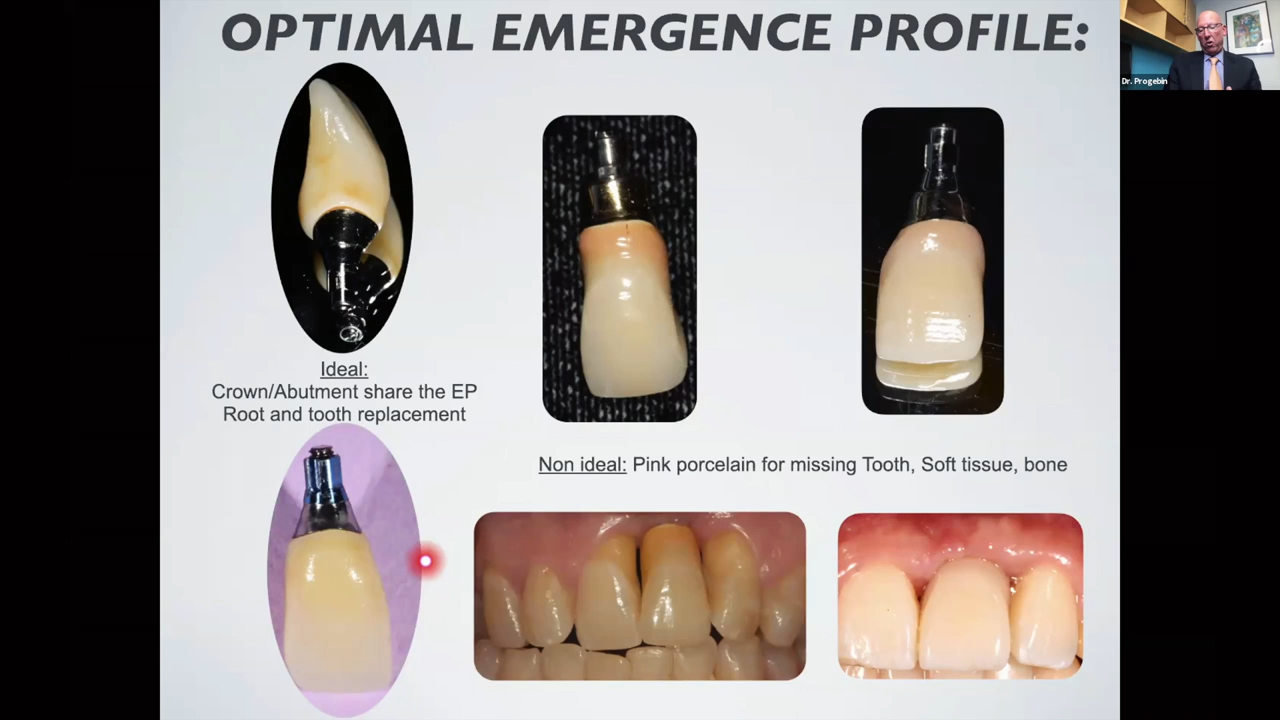 OPTIMAL EMERGENCE PROFILE:
Dr. Progebin
Ideal:
Crown/Abutment share the EP
Root and tooth replacement
Non ideal: Pink porcelain for missing Tooth, Soft tissue, bone